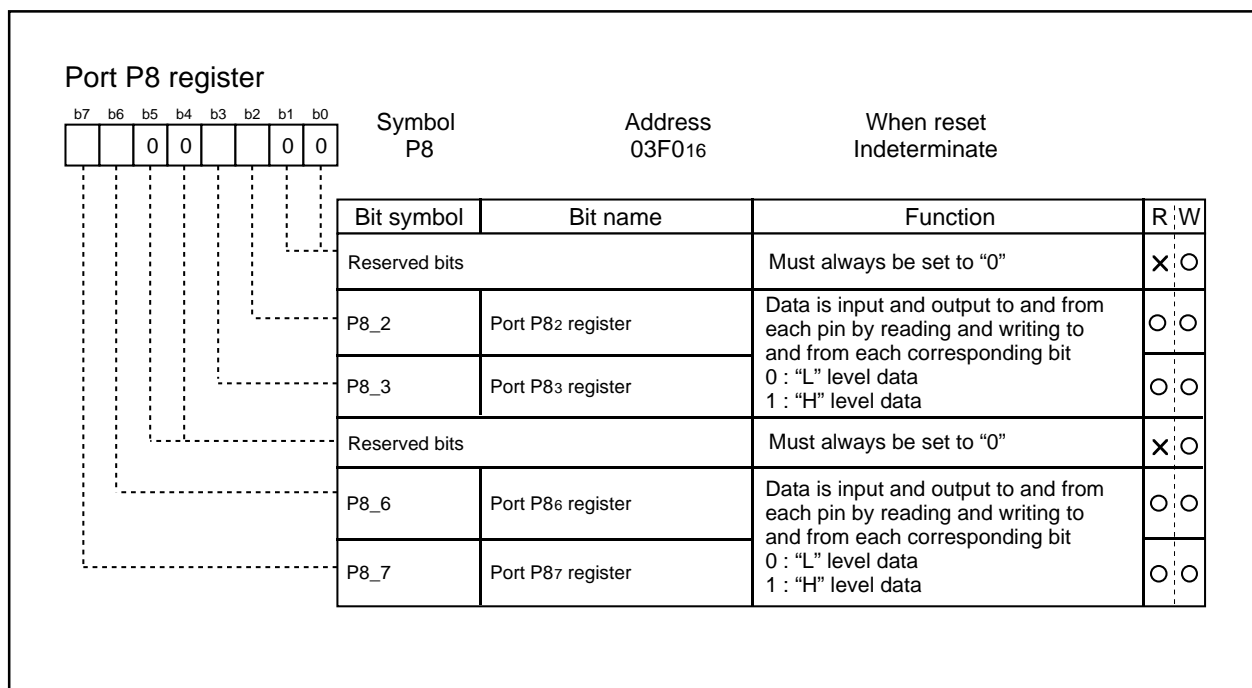 Port P8 register
b7 b6 b5 b4 b3 b2 b1 b0
0 0 0 0
Symbol Address When reset
P8 03F016 Indeterminate
Bit symbol Bit name Function R W
Reserved bits Must always be set to “0” X O
P8_2 Port P82 register O O
Data is input and output to and from
each pin by reading and writing to
and from each corresponding bit
0 : “L” level data
1 : “H” level data
P8_3 Port P83 register O O
Reserved bits Must always be set to “0” X O
P8_6 Port P86 register O O
Data is input and output to and from
each pin by reading and writing to
and from each corresponding bit
0 : “L” level data
1 : “H” level data
P8_7 Port P87 register O O